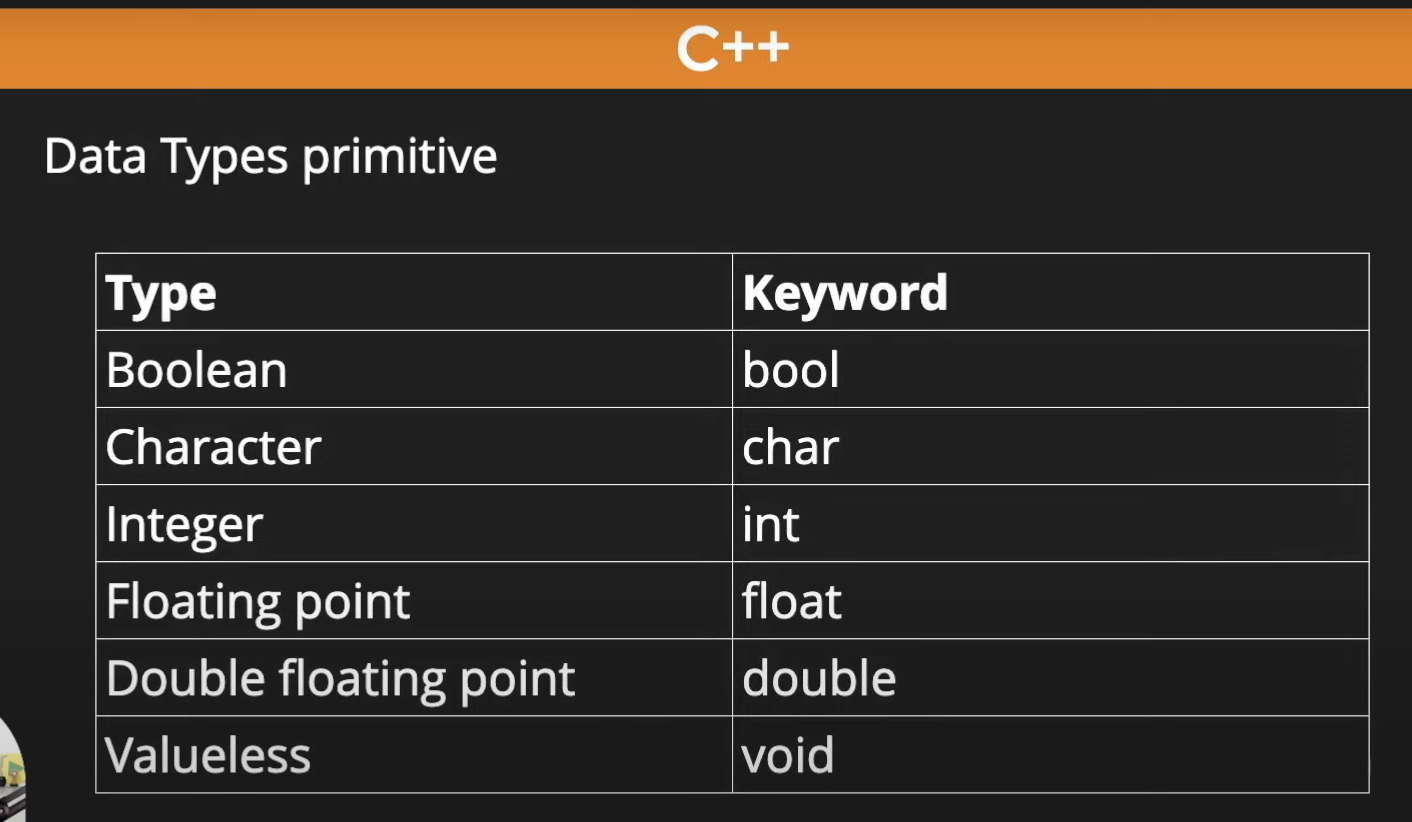 C++
Data Types primitive
Type Keyword
Boolean bool
Character char
Integer int
Floating point float
Double floating point double
Valueless void